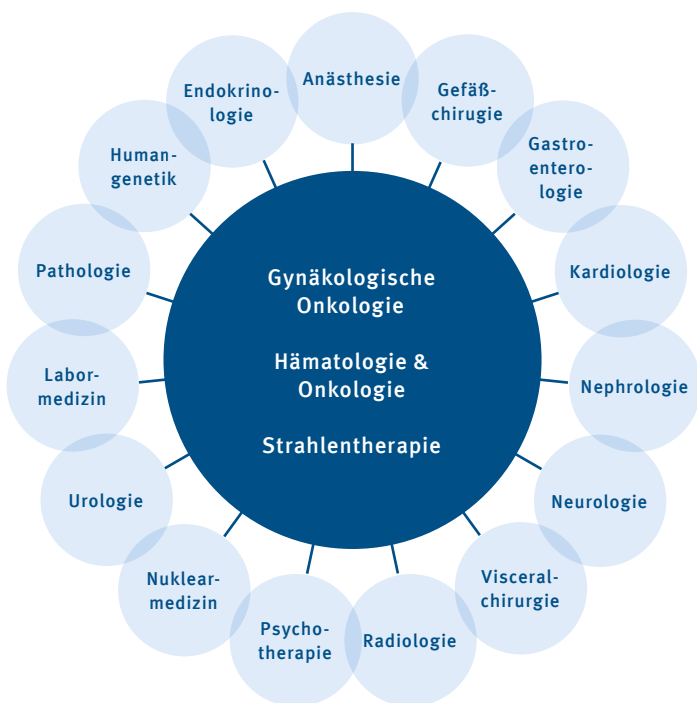 Gynäkologische
Onkologie
Hämatologie &
Onkologie
Strahlentherapie
Anästhesie
Gefäß-
chirugie
Gastro-
entero-
logie
Kardiologie
Nephrologie
Neurologie
Visceral-
chirurgie
Radiologie
Psycho-
therapie
Nuklear-
medizin
Urologie
Labor-
medizin
Pathologie
Human-
genetik
Endokrino-
logie